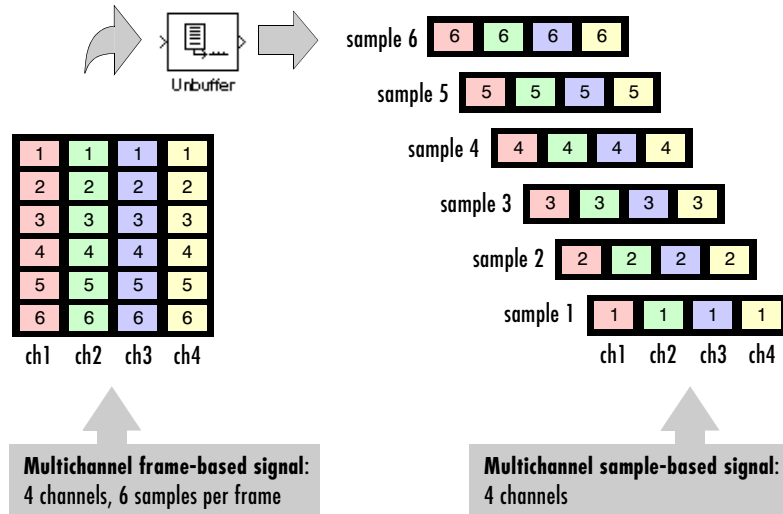 Unbuffer
sample 6 6 6 6 6
sample 5 5 5 5 5
sample 4 4 4 4 4
sample 3 3 3 3 3
sample 2 2 2 2 2
sample 1 1 1 1 1
ch1 ch2 ch3 ch4
1 1 1 1
2 2 2 2
3 3 3 3
4 4 4 4
5 5 5 5
6 6 6 6
ch1 ch2 ch3 ch4
Multichannel frame-based signal:
4 channels, 6 samples per frame
Multichannel sample-based signal:
4 channels